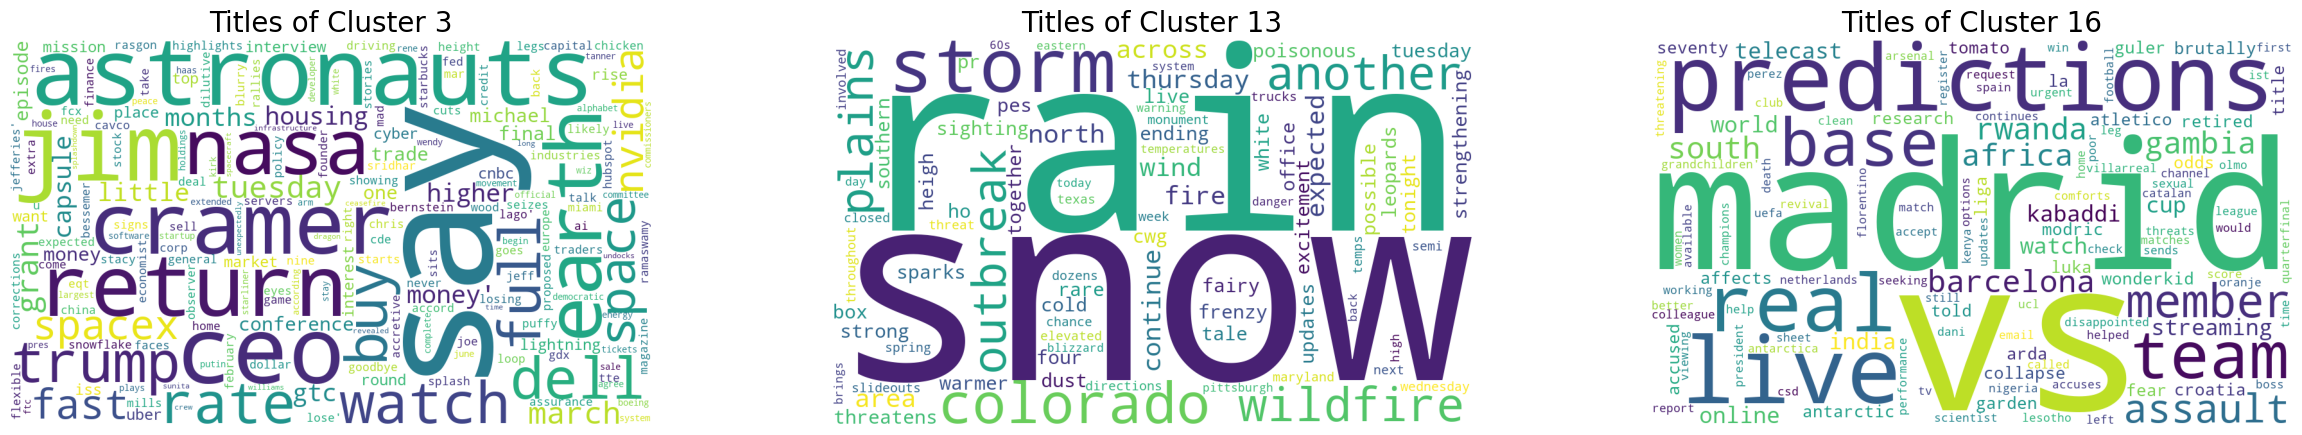 Titles of Cluster 3
Titles of Cluster 13
Titles of Cluster 16
mission rasgon highlights interview driving rene height legs capital chicken
astronauts
episode
fires
finance
take
top
haas
dilutive
blurry
rallies
developer
white
stories
credit
fed
mar
starbucks
back
rise
tanner
nvidia
jim
nasa
say
earth
space
fcx
need
place
peace
months
housing
mad
cuts
michael
final
likely
alphabet
live
house
cavco
stock
infrastructure
founder
cyber
wendy
long
commissioners
jefferies'
extra
capsule
little
deal
holdings
splashdown
kirk
spacecraft
policy
sridhar
trade
industries
hubspot
wiz
grant
want
money
come
bessemer
tuesday
showing
one
higher
cnbc
official
movement
ceasefire
committee
ramaswamy
signs
software
startup
extended
servers
sell
arm
unexpectedly
dragon
stay
bernstein
chris
cde
wood
seizes
lago'
talk
miami
ai
cramer
expected
stacy
economist
corp
general
market
nine
according
interest
right
accord
traders
begin
goes
europe
proposed
return
corrections
eqt
largest
china
observer
eyes
game
starliner
buy
starts
never
sits
money'
jeff
losing
full
democratic
energy
magazine
spacex
home
conference
revealed
accretive
complete
time
puffy
lightning
gdx
tickets
agree
trump
ceo
pres
snowflake
faces
putin
february
dollar
goodbye
joe
june
loop
dell
flexible
ftc
fast
iss
plays
mills
uber
sunita
crew
williams
rate
gtc
round
tte
splash
watch
assurance
lose'
sale
boeing
march
system
60s
eastern
across
poisonous
tuesday
involved
plains
storm
pr
system
thursday
another
day
southern
pes
live
warning
trucks
strengthening
closed
sighting
north
monument
ending
temperatures
white
office
expected
possible
leopards
tonight
rain
heigh
together
wind
fire
today
texas
danger
excitement
throughout
ho
threat
outbreak
week
cwg
temps
semi
snow
sparks
dozens
rare
cold
chance
continue
fairy
frenzy
tale
updates
back
high
box
strong
spring
elevated
blizzard
four
dust
next
brings
slideouts
warmer
directions
pittsburgh
maryland
wednesday
area
threatens
colorado
wildfire
seventy
telecast
arsenal
tomato
win
guler
brutally
first
threatening
predictions
perez
club
clean
request
spain
register
la
urgent
football
ist
title
world
research
continues
atletico
retired
south
base
rwanda
africa
leg
poor
gambia
grandchildren'
death
liga
home
villarreal
odds
olmo
madrid
women
available
champions
revival
uefa
florentino
match
accept
kenya
options
updates
comforts
kabaddi
modric
watch
check
channel
sexual
catalan
cup
threats
matches
sends
league
would
quarterfinal
affects
netherlands
seeking
luka
wonderkid
score
oranje
working
better
colleague
real
help
barcelona
still
told
ucl
dani
email
called
disappointed
helped
member
streaming
time
accused
viewing
president
sheet
antarctica
india
performance
vs
arda
collapse
accuses
team
live
csd
tv
nigeria
garden
fear
croatia
boss
report
online
antarctic
scientist
lesotho
left
assault